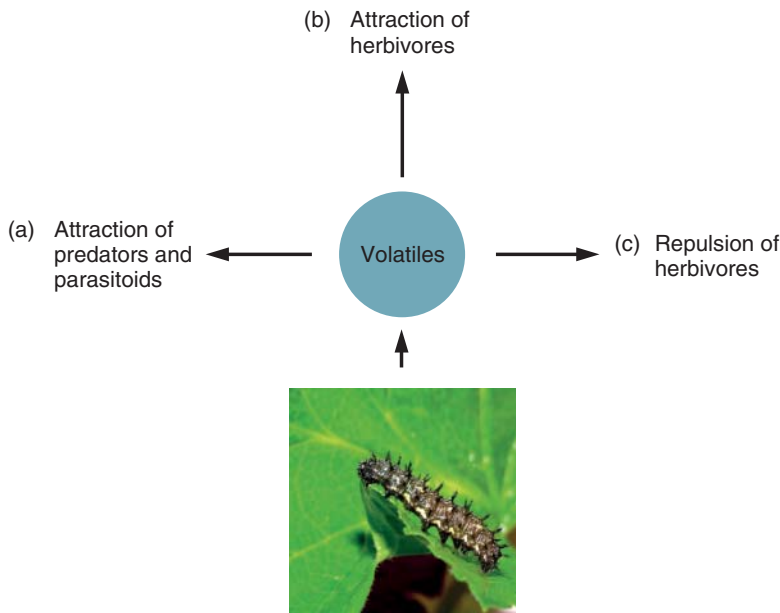 (b) Attraction of
herbivores
(a) Attraction of
predators and
parasitoids
Volatiles
(c) Repulsion of
herbivores